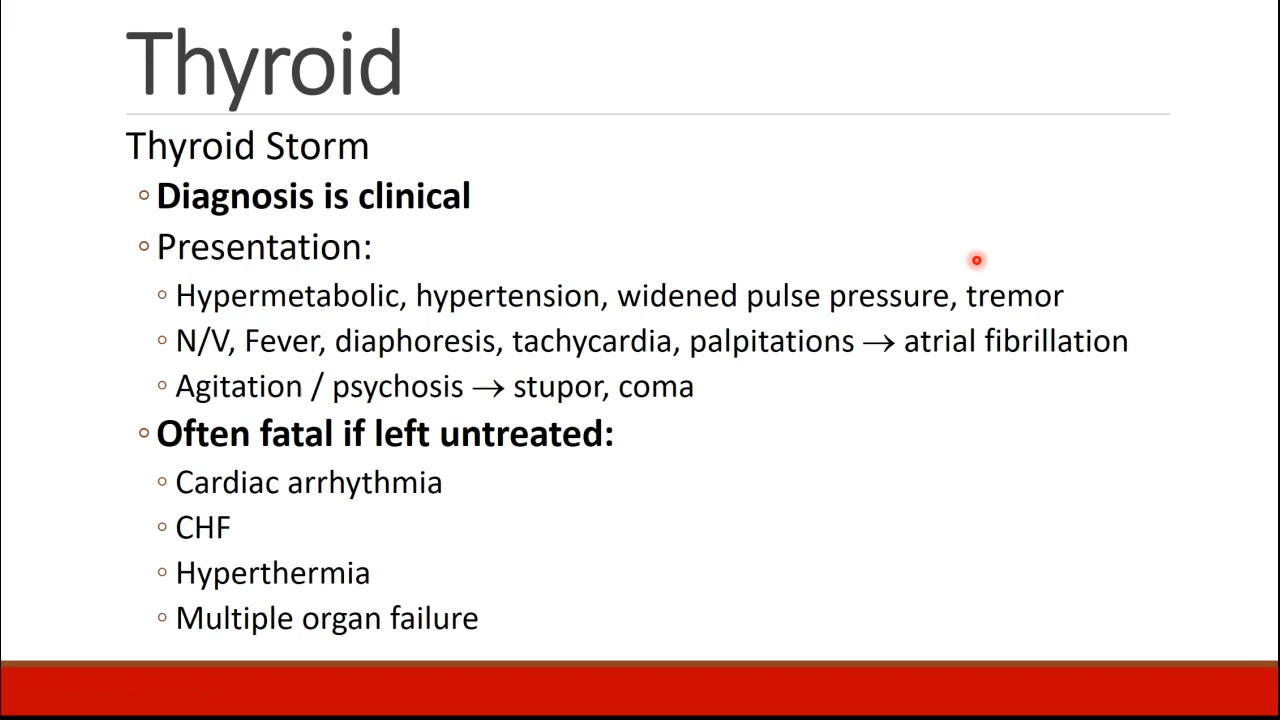 Thyroid
Thyroid Storm
◦ Diagnosis is clinical
◦ Presentation:
◦ Hypermetabolic, hypertension, widened pulse pressure, tremor
◦ N/V, Fever, diaphoresis, tachycardia, palpitations → atrial fibrillation
◦ Agitation / psychosis → stupor, coma
◦ Often fatal if left untreated:
◦ Cardiac arrhythmia
◦ CHF
◦ Hyperthermia
◦ Multiple organ failure